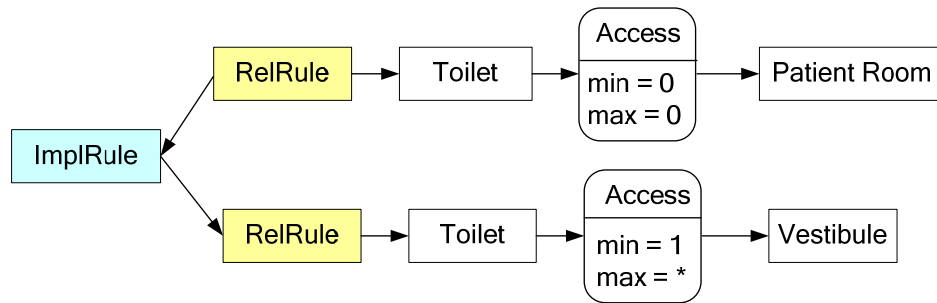 Access
RelRule
Toilet
min = 0
max = 0
Patient Room
ImplRule
Access
RelRule
Toilet
min = 1
max = *
Vestibule